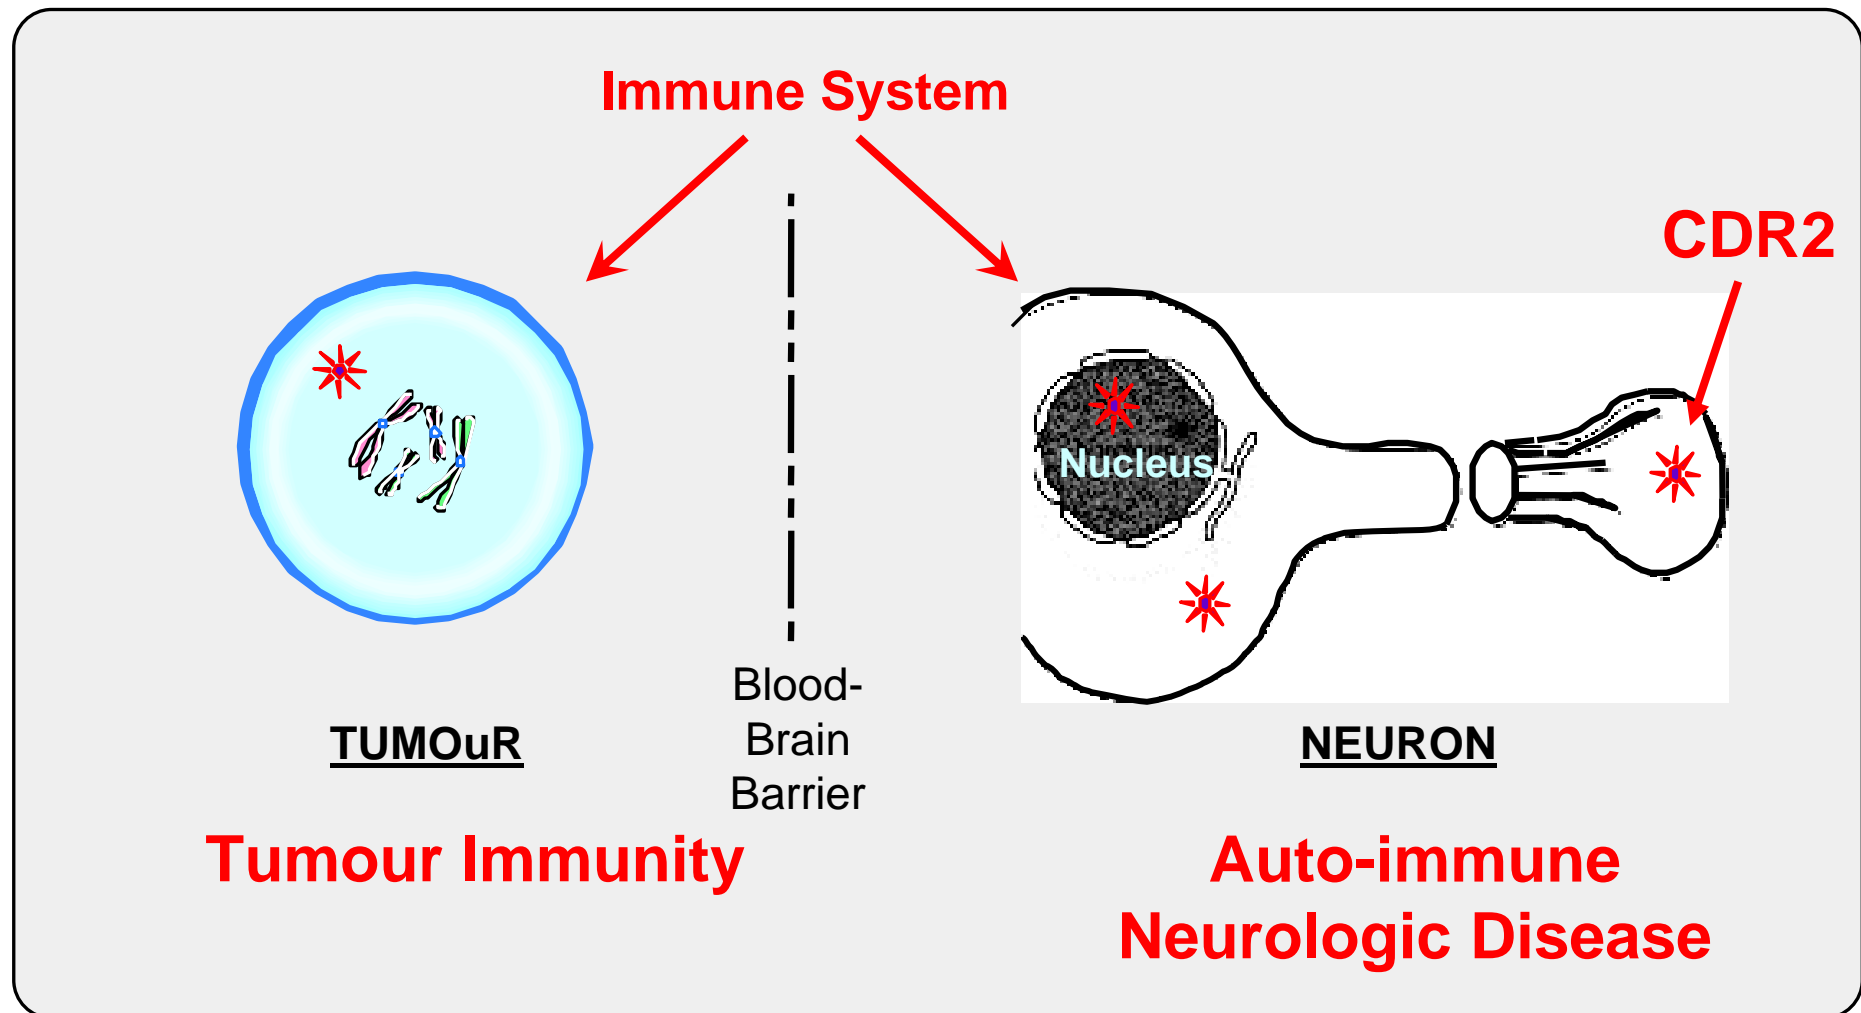 Immune System
CDR2
Nucleus
Blood-
Brain
Barrier
TUMOuR
NEURON
Tumour Immunity
Auto-immune
Neurologic Disease